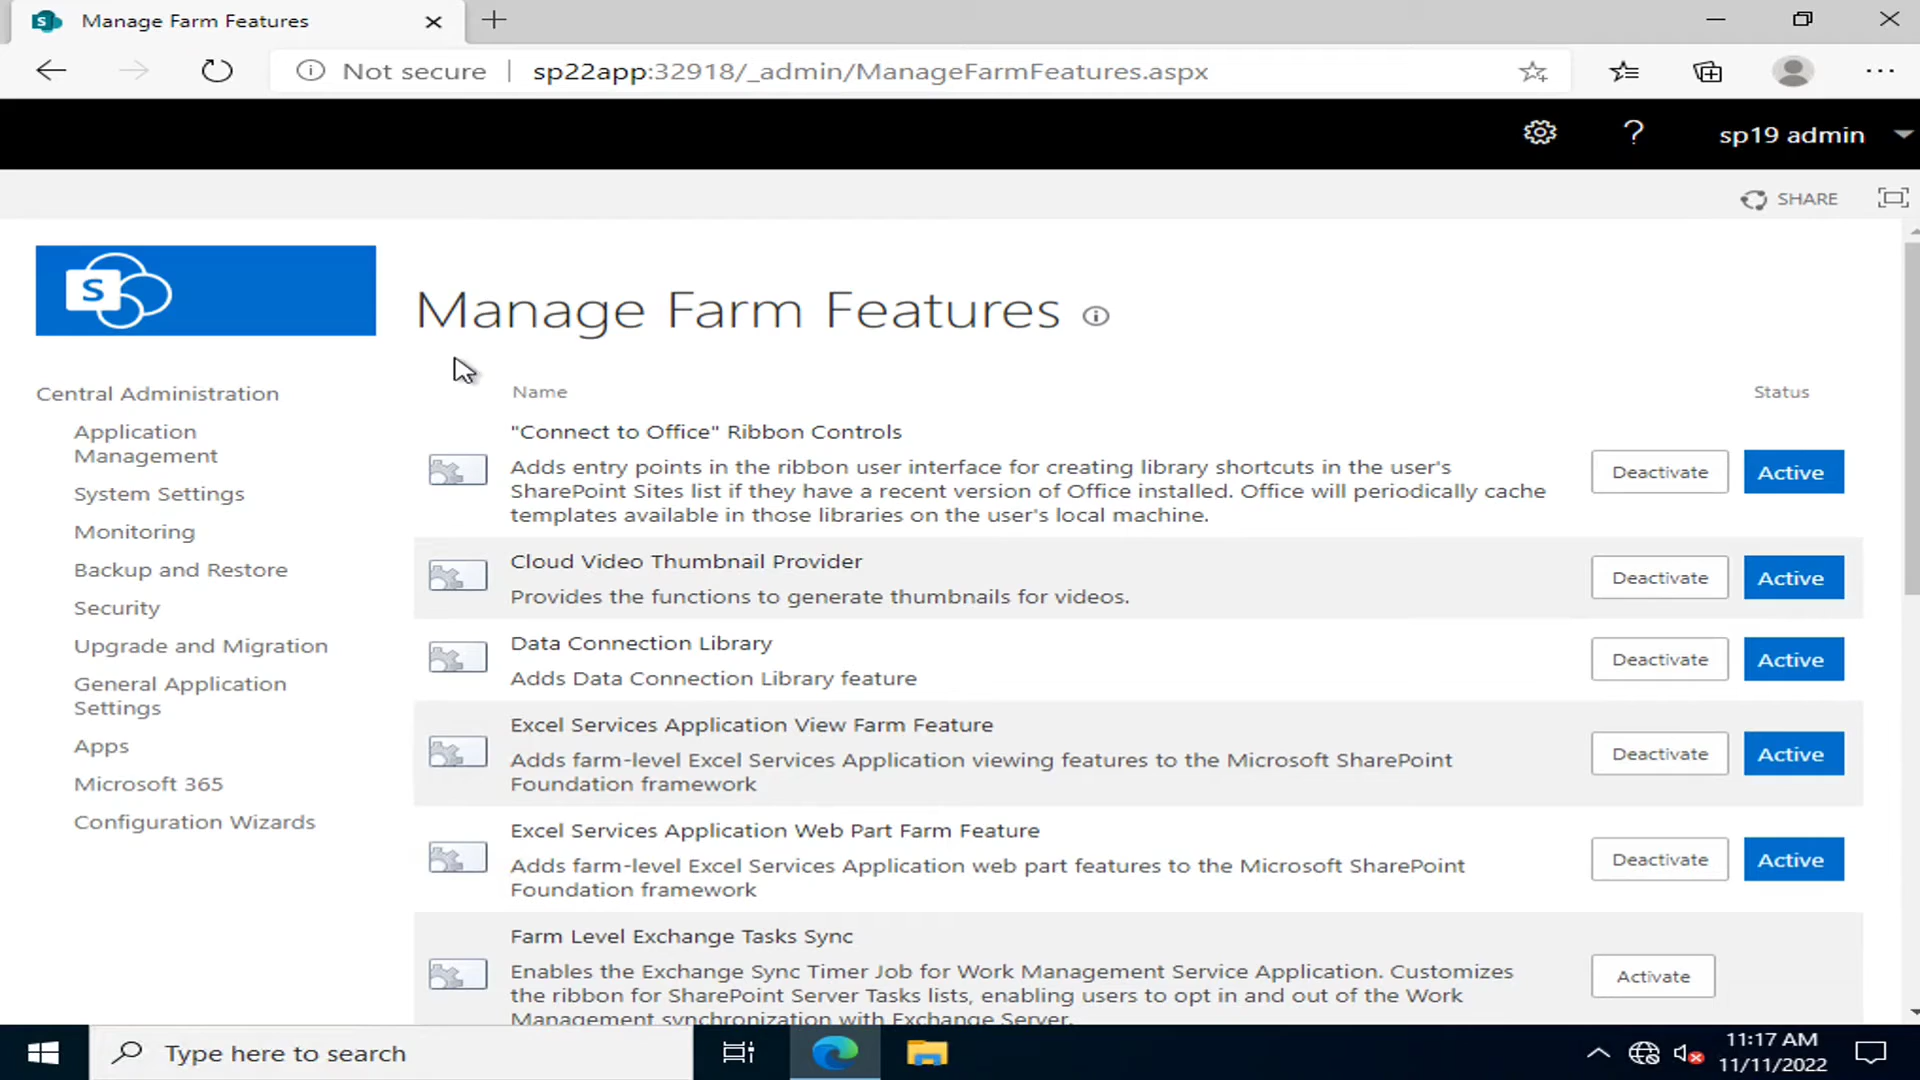 Manage Farm Features
Not secure | sp22app:32918/_admin/ManageFarmFeatures.aspx
? sp19 admin
SHARE
S
Manage Farm Features
Central Administration
Application
Management
System Settings
Monitoring
Backup and Restore
Security
Upgrade and Migration
General Application
Settings
Apps
Microsoft 365
Configuration Wizards
Name Status
"Connect to Office" Ribbon Controls
Adds entry points in the ribbon user interface for creating library shortcuts in the user's
SharePoint Sites list if they have a recent version of Office installed. Office will periodically cache
templates available in those libraries on the user's local machine.
Deactivate Active
Cloud Video Thumbnail Provider
Provides the functions to generate thumbnails for videos.
Deactivate Active
Data Connection Library
Adds Data Connection Library feature
Deactivate Active
Excel Services Application View Farm Feature
Adds farm-level Excel Services Application viewing features to the Microsoft SharePoint
Foundation framework
Deactivate Active
Excel Services Application Web Part Farm Feature
Adds farm-level Excel Services Application web part features to the Microsoft SharePoint
Foundation framework
Deactivate Active
Farm Level Exchange Tasks Sync
Enables the Exchange Sync Timer Job for Work Management Service Application. Customizes
the ribbon for SharePoint Server Tasks lists, enabling users to opt in and out of the Work
Management synchronization with Exchange Server.
Activate
Type here to search
11:17 AM
11/11/2022